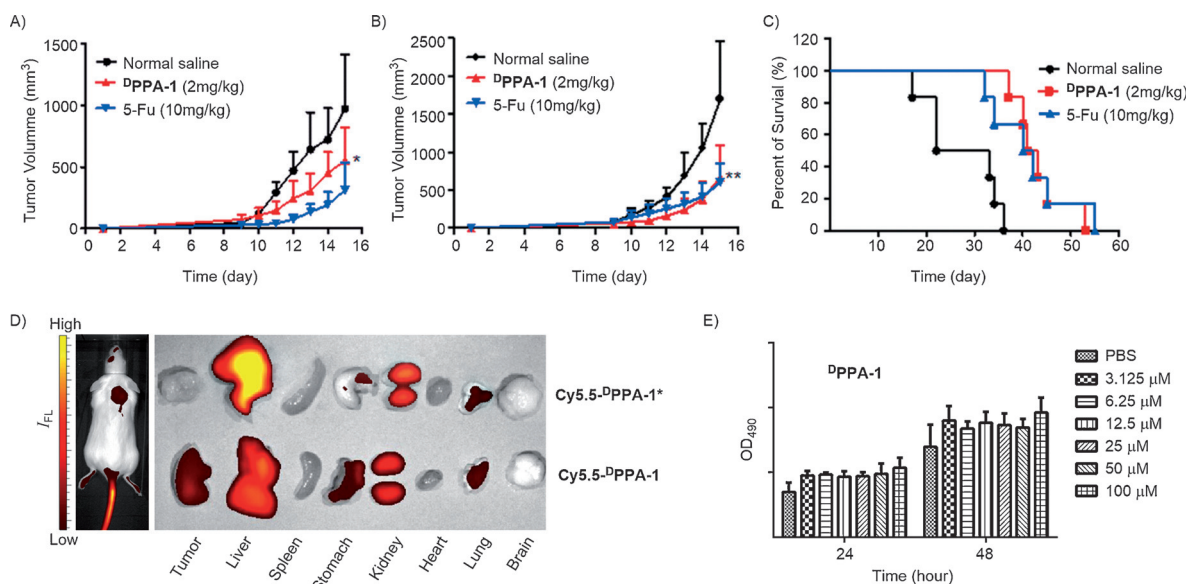 A)
Tumor Volumme (mm³)
1500
1000
500
0
Normal saline
ᴰPPA-1 (2mg/kg)
5-Fu (10mg/kg)
*
0 2 4 6 8 10 12 14 16
Time (day)
B)
Tumor Volumme (mm³)
2500
2000
1500
1000
500
0
Normal saline
ᴰPPA-1 (2mg/kg)
5-Fu (10mg/kg)
**
0 2 4 6 8 10 12 14 16
Time (day)
C)
Percent of Survival (%)
120
100
80
60
40
20
0
Normal saline
ᴰPPA-1 (2mg/kg)
5-Fu (10mg/kg)
10 20 30 40 50 60
Time (day)
D)
High
I_FL
Low
Cy5.5-ᴰPPA-1*
Cy5.5-ᴰPPA-1
Tumor Liver Spleen Stomach Kidney Heart Lung Brain
E)
OD₄₉₀
ᴰPPA-1
PBS
3.125 μM
6.25 μM
12.5 μM
25 μM
50 μM
100 μM
24 48
Time (hour)